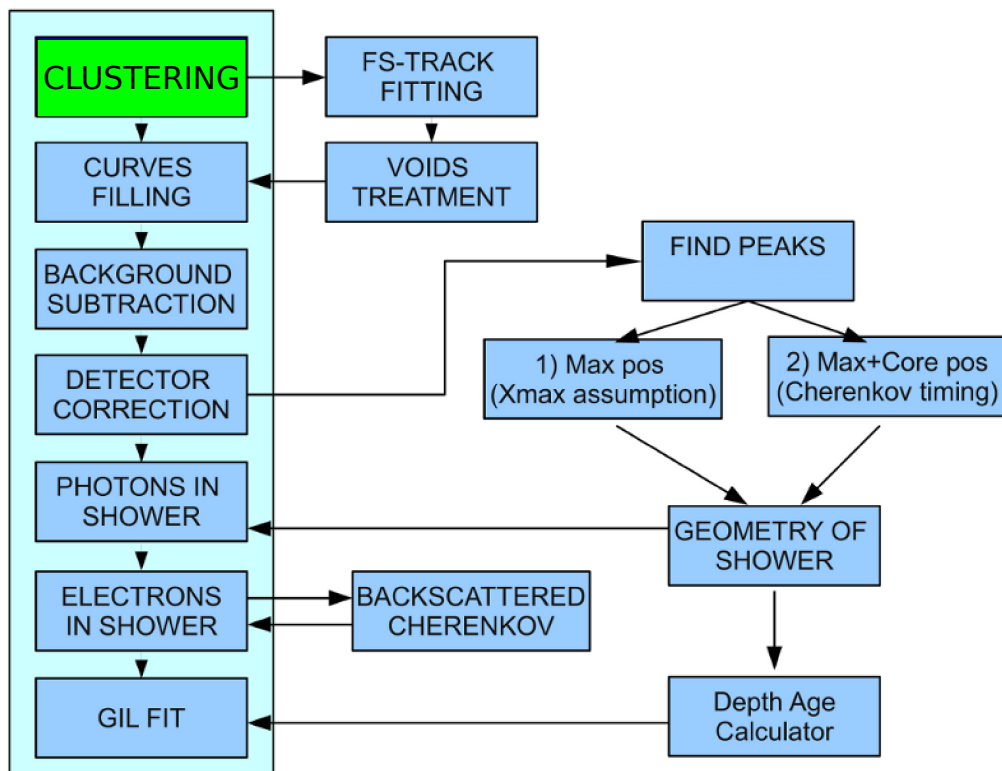 CLUSTERING
FS-TRACK
FITTING
CURVES
FILLING
VOIDS
TREATMENT
BACKGROUND
SUBTRACTION
FIND PEAKS
DETECTOR
CORRECTION
1) Max pos
(Xmax assumption)
2) Max+Core pos
(Cherenkov timing)
PHOTONS IN
SHOWER
GEOMETRY OF
SHOWER
ELECTRONS
IN SHOWER
BACKSCATTERED
CHERENKOV
GIL FIT
Depth Age
Calculator